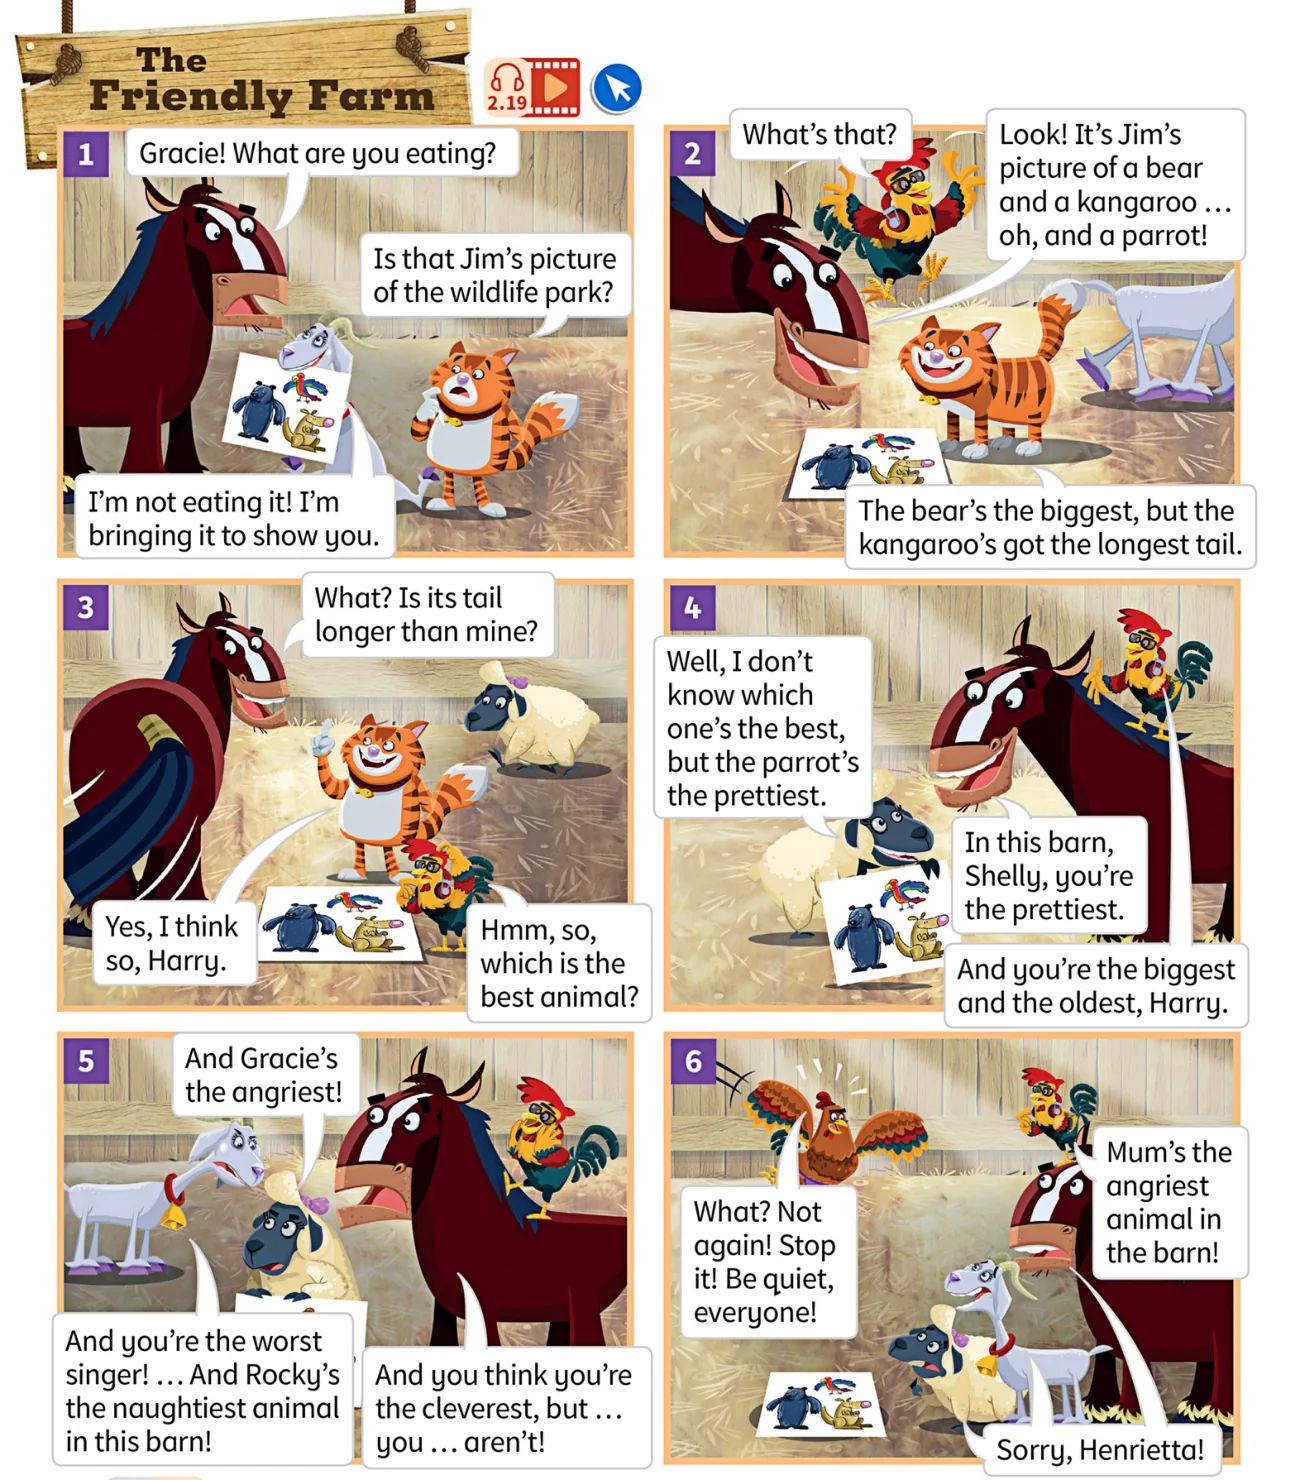 The
Friendly Farm
2.19
1
Gracie! What are you eating?
Is that Jim's picture
of the wildlife park?
I'm not eating it! I'm
bringing it to show you.
2
What's that?
Look! It's Jim's
picture of a bear
and a kangaroo ...
oh, and a parrot!
The bear's the biggest, but the
kangaroo's got the longest tail.
3
What? Is its tail
longer than mine?
Yes, I think
so, Harry.
Hmm, so,
which is the
best animal?
4
Well, I don't
know which
one's the best,
but the parrot's
the prettiest.
In this barn,
Shelly, you're
the prettiest.
And you're the biggest
and the oldest, Harry.
5
And Gracie's
the angriest!
And you're the worst
singer! ... And Rocky's
the naughtiest animal
in this barn!
And you think you're
the cleverest, but ...
you ... aren't!
6
What? Not
again! Stop
it! Be quiet,
everyone!
Mum's the
angriest
animal in
the barn!
Sorry, Henrietta!